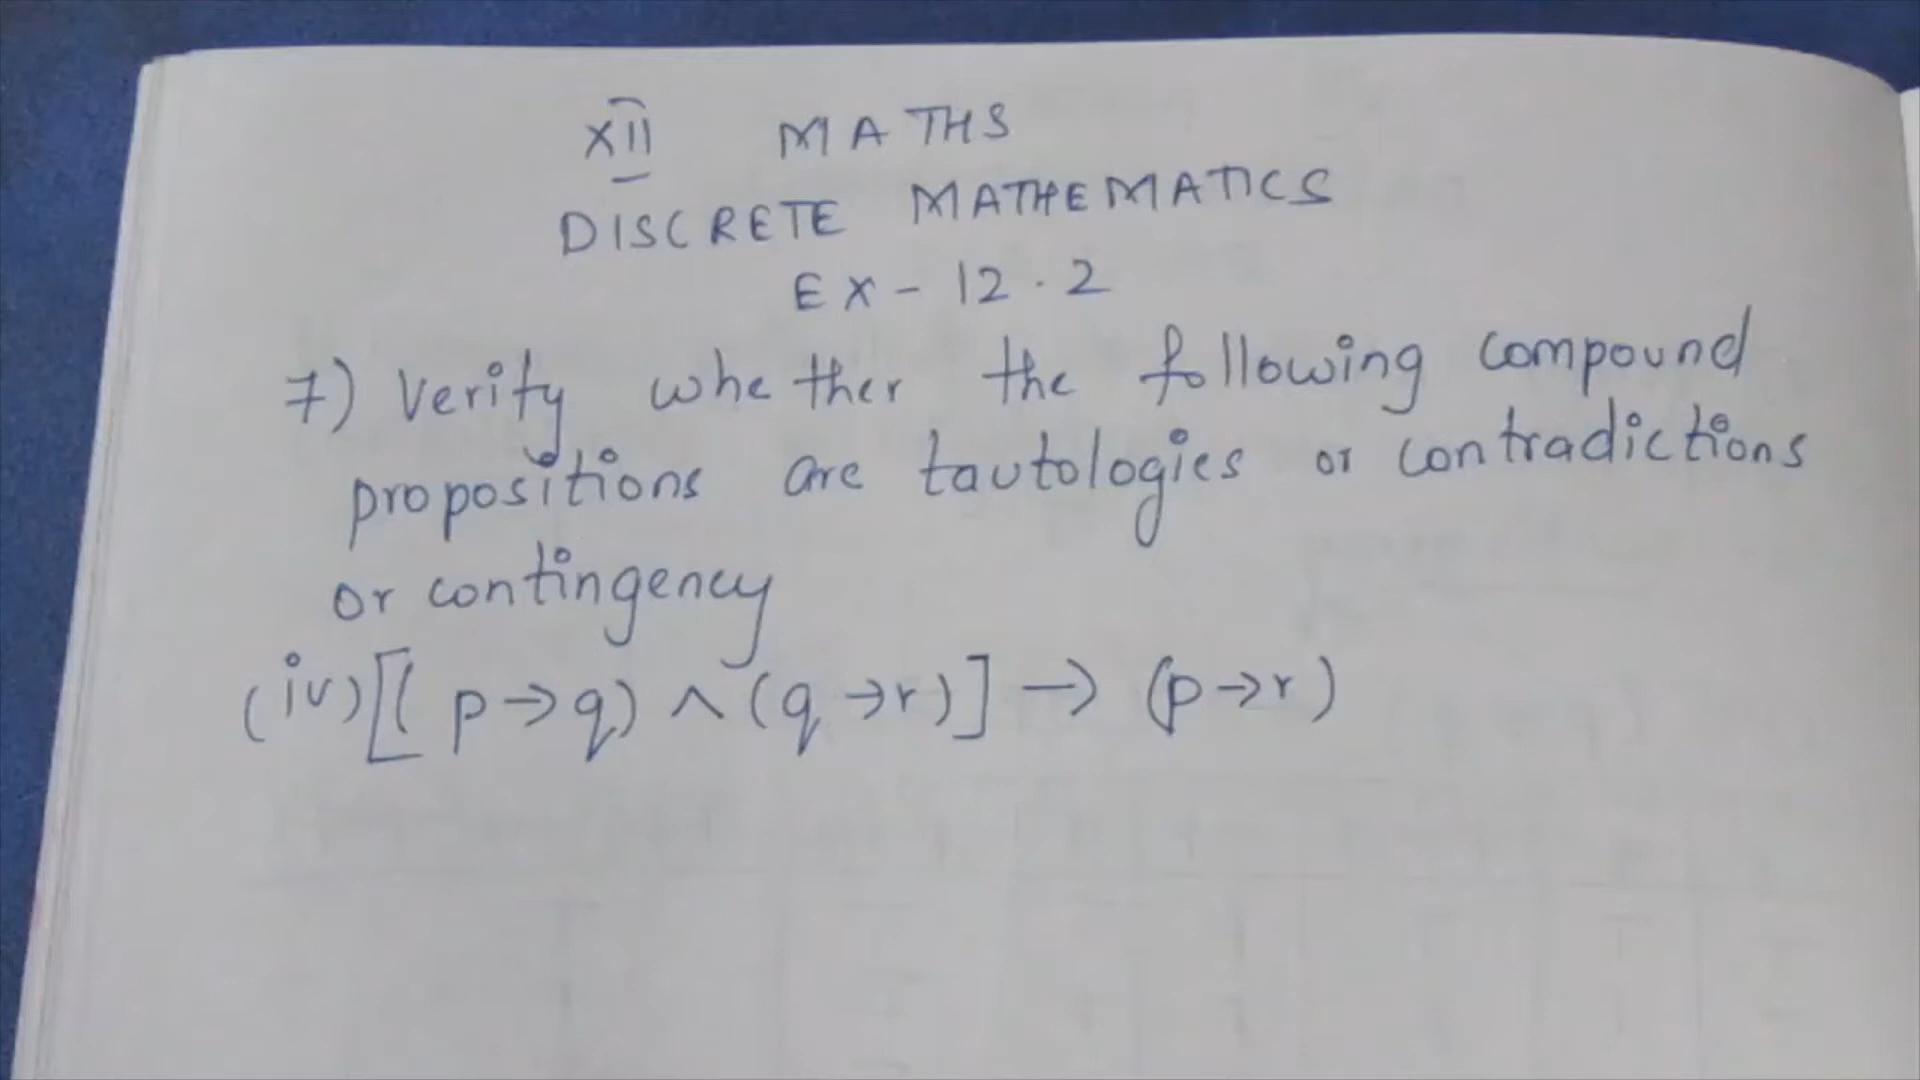 XII MATHS
DISCRETE MATHEMATICS
EX - 12.2
7) Verify whether the following compound
propositions are tautologies or contradictions
or contingency
(iv) [(p→q) ∧ (q→r)] → (p→r)